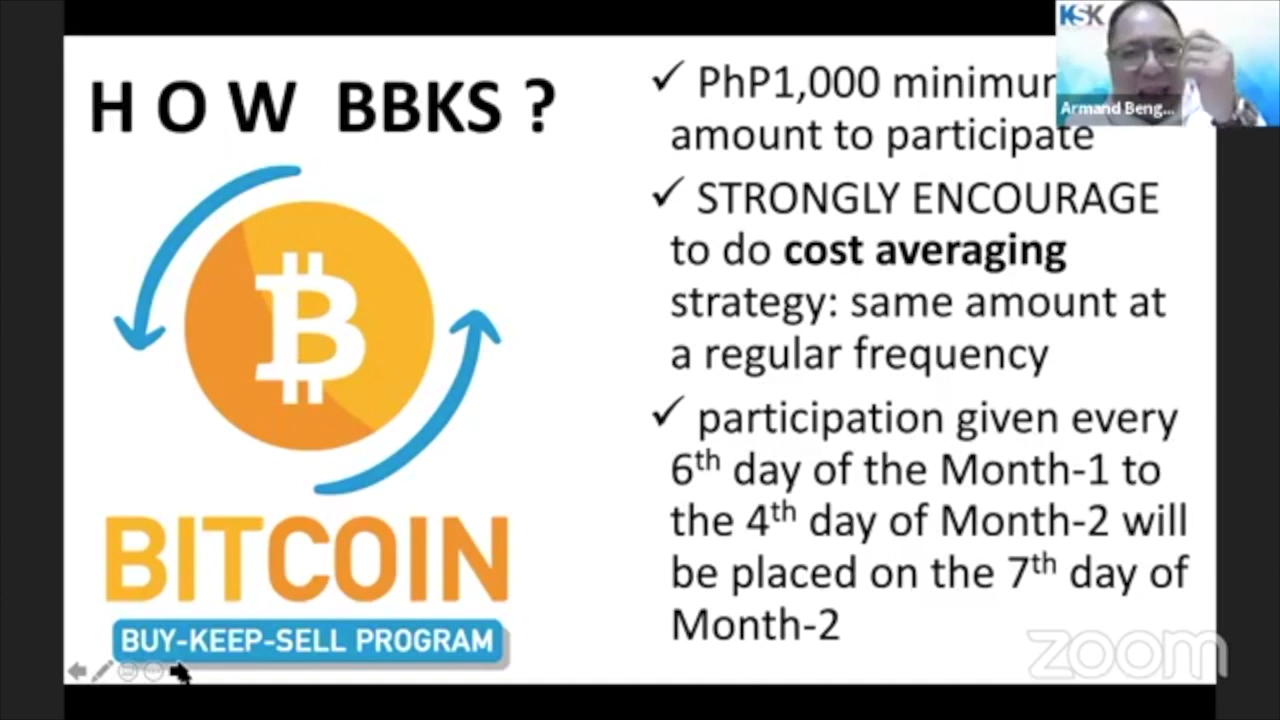 KSK
Armand Beng...
HOW BBKS ?
BITCOIN
BUY-KEEP-SELL PROGRAM
✓ PhP1,000
amount to participate
✓ STRONGLY ENCOURAGE
to do cost averaging
strategy: same amount at
a regular frequency
✓ participation given every
6th day of the Month-1 to
the 4th day of Month-2 will
be placed on the 7th day of
Month-2
zoom